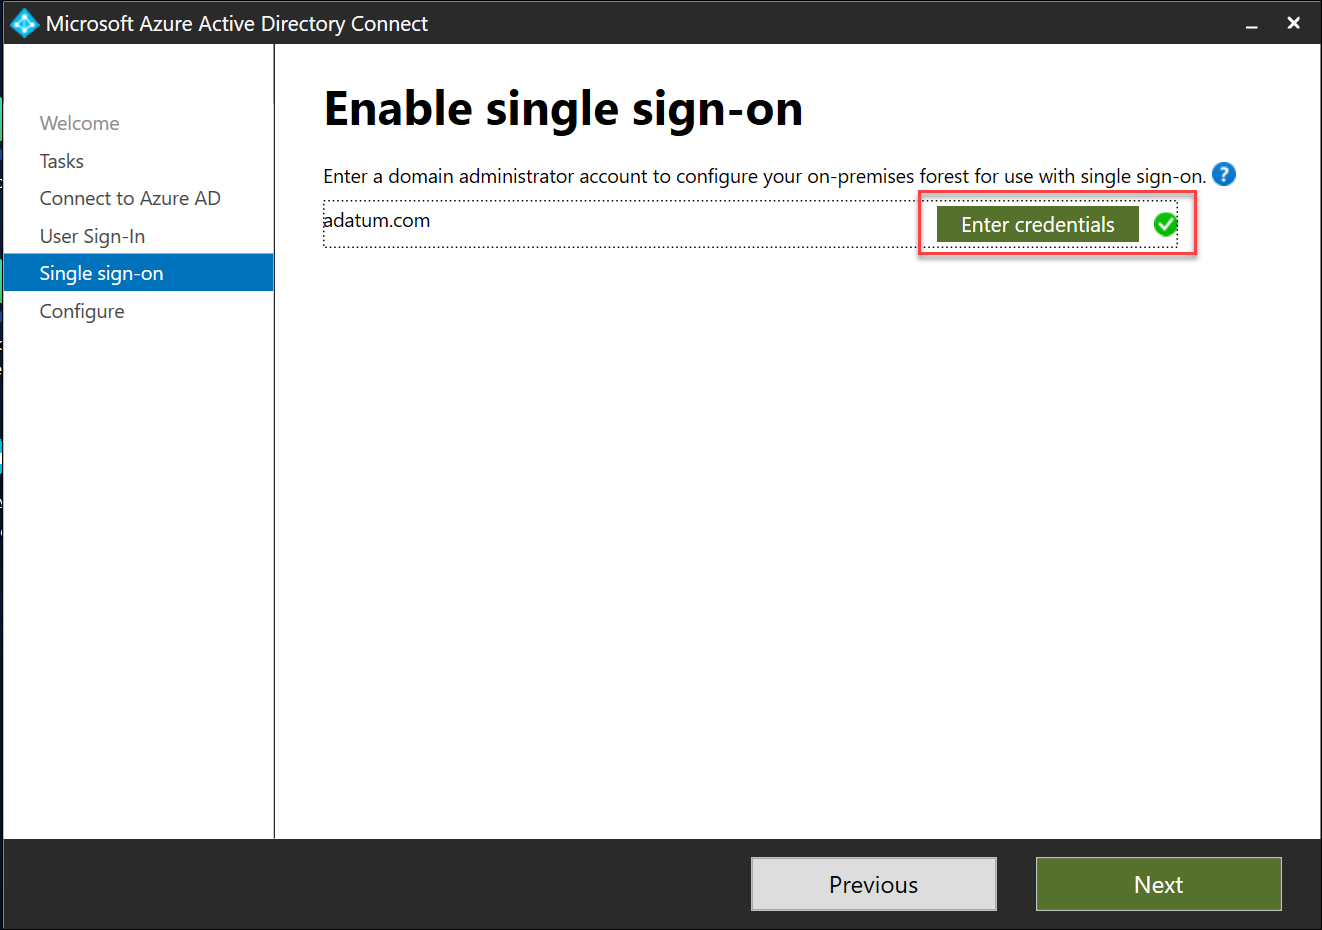 Microsoft Azure Active Directory Connect
Welcome
Tasks
Connect to Azure AD
User Sign-In
Single sign-on
Configure
Enable single sign-on
Enter a domain administrator account to configure your on-premises forest for use with single sign-on. ?
adatum.com
Enter credentials
Previous
Next